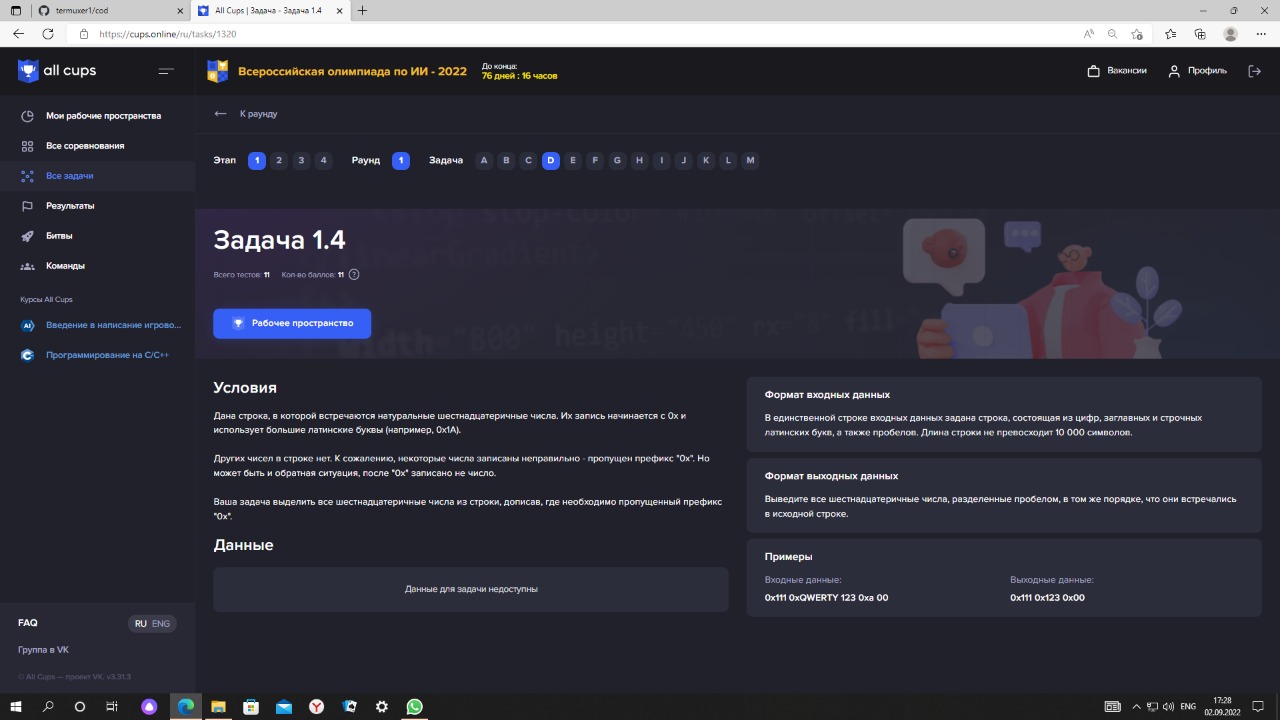 termuxer1/cod
All Cups | Задача - Задача 1.4
https://cups.online/ru/tasks/1320
all cups
Всероссийская олимпиада по ИИ - 2022
До конца:
76 дней : 16 часов
Вакансии
Профиль
Мои рабочие пространства
Все соревнования
Все задачи
Результаты
Битвы
Команды
Курсы All Cups
Введение в написание игрово...
Программирование на C/C++
FAQ
RU ENG
Группа в VK
© All Cups — проект VK. v3.31.3
К раунду
Этап 1 2 3 4 Раунд 1 Задача A B C D E F G H I J K L M
Задача 1.4
Всего тестов: 11 Кол-во баллов: 11 ?
Рабочее пространство
width="800" height="450" rx="8" fill=
Условия
Дана строка, в которой встречаются натуральные шестнадцатеричные числа. Их запись начинается с 0x и
использует большие латинские буквы (например, 0x1A).
Других чисел в строке нет. К сожалению, некоторые числа записаны неправильно - пропущен префикс "0x". Но
может быть и обратная ситуация, после "0x" записано не число.
Ваша задача выделить все шестнадцатеричные числа из строки, дописав, где необходимо пропущенный префикс
"0x".
Данные
Данные для задачи недоступны
Формат входных данных
В единственной строке входных данных задана строка, состоящая из цифр, заглавных и строчных
латинских букв, а также пробелов. Длина строки не превосходит 10 000 символов.
Формат выходных данных
Выведите все шестнадцатеричные числа, разделенные пробелом, в том же порядке, что они встречались
в исходной строке.
Примеры
Входные данные:
0x111 0xQWERTY 123 0xa 00
Выходные данные:
0x111 0x123 0x00
ENG
17:28
02.09.2022